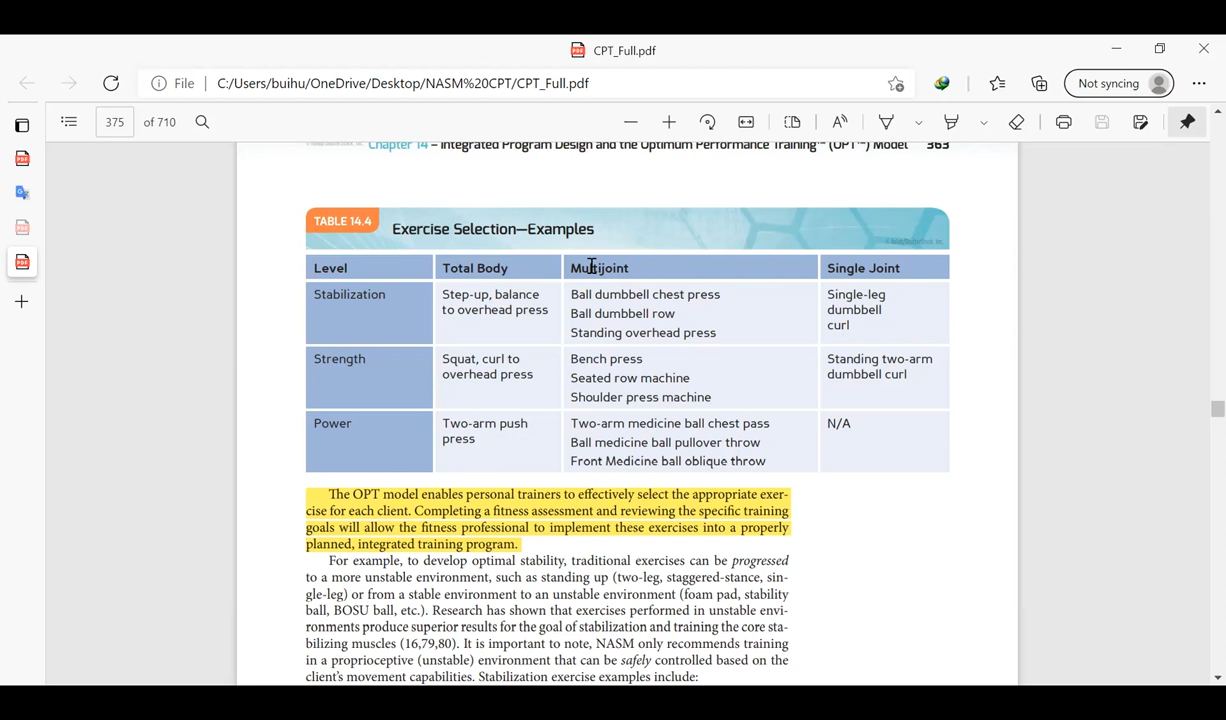 CPT_Full.pdf
File
C:/Users/buihu/OneDrive/Desktop/NASM%20CPT/CPT_Full.pdf
Not syncing
375 of 710
Chapter 14 – Integrated Program Design and the Optimum Performance Training™ (OPT™) Model 363
TABLE 14.4
Exercise Selection—Examples
Level Total Body Multijoint Single Joint
Stabilization Step-up, balance Ball dumbbell chest press Single-leg
to overhead press Ball dumbbell row dumbbell
Standing overhead press curl
Strength Squat, curl to Bench press Standing two-arm
overhead press Seated row machine dumbbell curl
Shoulder press machine
Power Two-arm push Two-arm medicine ball chest pass N/A
press Ball medicine ball pullover throw
Front Medicine ball oblique throw
The OPT model enables personal trainers to effectively select the appropriate exer-
cise for each client. Completing a fitness assessment and reviewing the specific training
goals will allow the fitness professional to implement these exercises into a properly
planned, integrated training program.
For example, to develop optimal stability, traditional exercises can be progressed
to a more unstable environment, such as standing up (two-leg, staggered-stance, sin-
gle-leg) or from a stable environment to an unstable environment (foam pad, stability
ball, BOSU ball, etc.). Research has shown that exercises performed in unstable envi-
ronments produce superior results for the goal of stabilization and training the core sta-
bilizing muscles (16,79,80). It is important to note, NASM only recommends training
in a proprioceptive (unstable) environment that can be safely controlled based on the
client's movement capabilities. Stabilization exercise examples include: